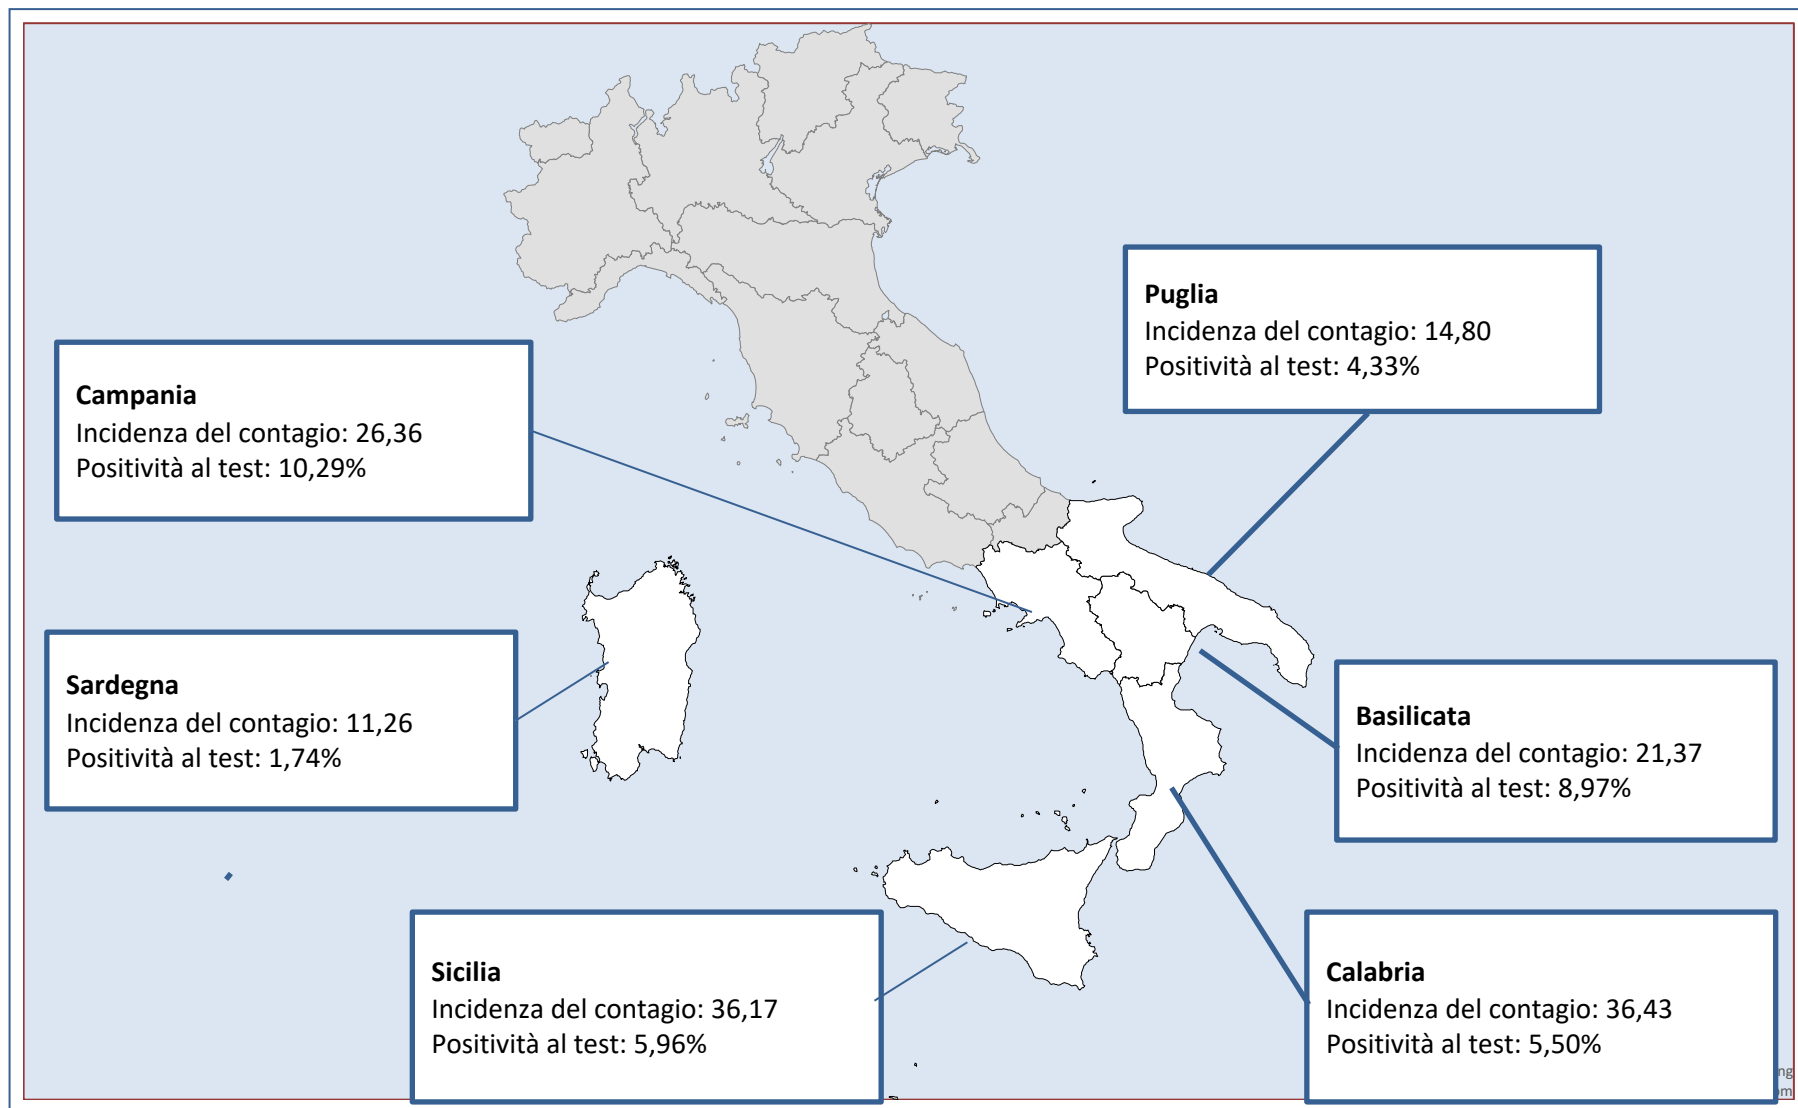 Puglia
Incidenza del contagio: 14,80
Positività al test: 4,33%
Campania
Incidenza del contagio: 26,36
Positività al test: 10,29%
Sardegna
Incidenza del contagio: 11,26
Positività al test: 1,74%
Basilicata
Incidenza del contagio: 21,37
Positività al test: 8,97%
Sicilia
Incidenza del contagio: 36,17
Positività al test: 5,96%
Calabria
Incidenza del contagio: 36,43
Positività al test: 5,50%